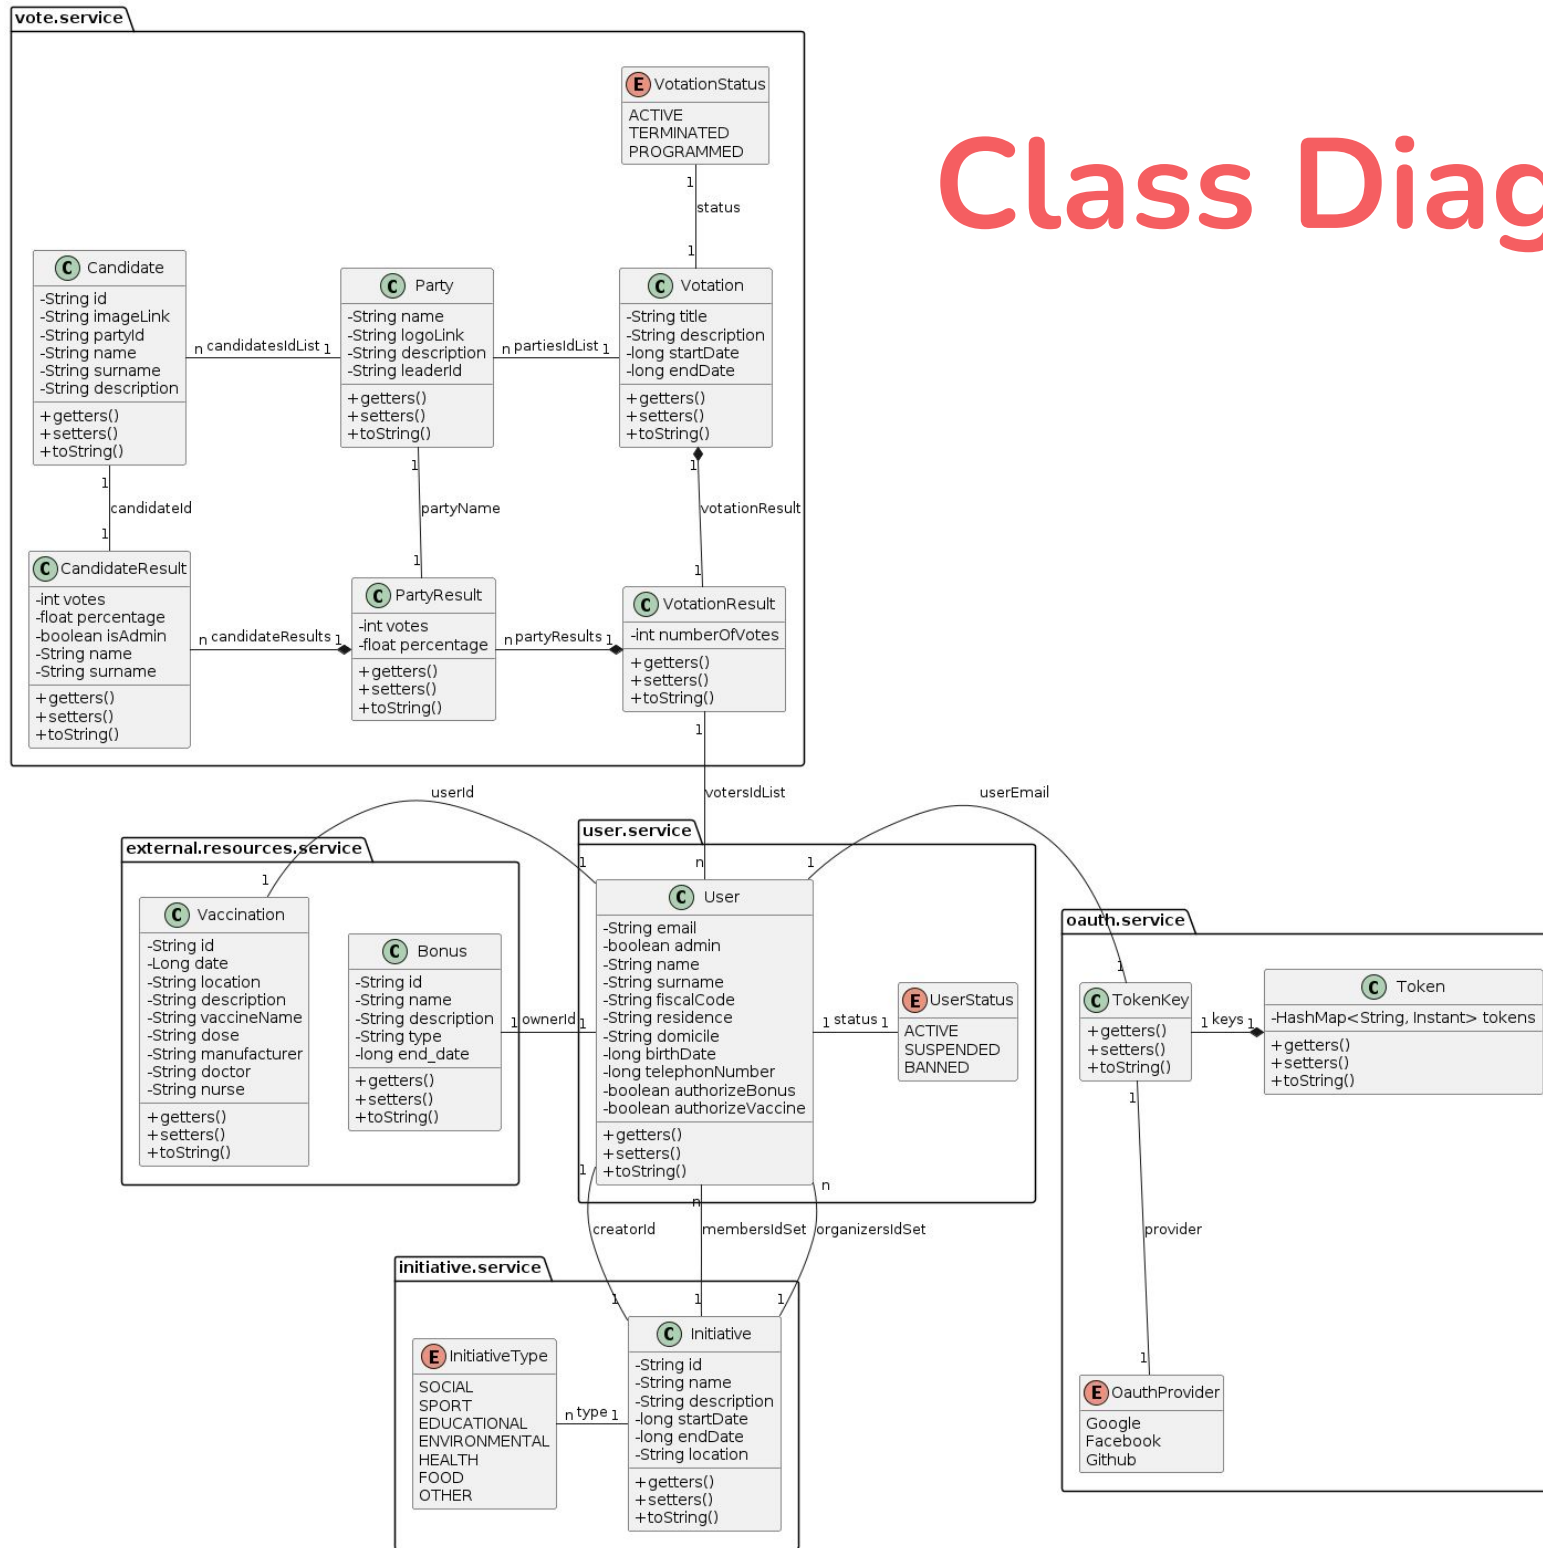 vote.service
E VotationStatus
ACTIVE
TERMINATED
PROGRAMMED
Class Diag
1
status
1
C Candidate
-String id
-String imageLink
-String partyId
-String name
-String surname
-String description
+getters()
+setters()
+toString()
n candidatesIdList 1
C Party
-String name
-String logoLink
-String description
-String leaderId
+getters()
+setters()
+toString()
n partiesIdList 1
C Votation
-String title
-String description
-long startDate
-long endDate
+getters()
+setters()
+toString()
1
candidateId
1
1
partyName
1
1
votationResult
1
C CandidateResult
-int votes
-float percentage
-boolean isAdmin
-String name
-String surname
+getters()
+setters()
+toString()
n candidateResults 1
C PartyResult
-int votes
-float percentage
+getters()
+setters()
+toString()
n partyResults 1
C VotationResult
-int numberOfVotes
+getters()
+setters()
+toString()
1
votersIdList
n
userId
1
1
userEmail
1
1
external.resources.service
C Vaccination
-String id
-Long date
-String location
-String description
-String vaccineName
-String dose
-String manufacturer
-String doctor
-String nurse
+getters()
+setters()
+toString()
C Bonus
-String id
-String name
-String description
-String type
-long end_date
+getters()
+setters()
+toString()
1 ownerId 1
user.service
C User
-String email
-boolean admin
-String name
-String surname
-String fiscalCode
-String residence
-String domicile
-long birthDate
-long telephonNumber
-boolean authorizeBonus
-boolean authorizeVaccine
+getters()
+setters()
+toString()
1 status 1
E UserStatus
ACTIVE
SUSPENDED
BANNED
oauth.service
C TokenKey
+getters()
+setters()
+toString()
1 keys 1
C Token
-HashMap<String, Instant> tokens
+getters()
+setters()
+toString()
1
provider
1
E OauthProvider
Google
Facebook
Github
1
creatorId
1
n
membersIdSet
1
n
organizersIdSet
1
initiative.service
E InitiativeType
SOCIAL
SPORT
EDUCATIONAL
ENVIRONMENTAL
HEALTH
FOOD
OTHER
n type 1
C Initiative
-String id
-String name
-String description
-long startDate
-long endDate
-String location
+getters()
+setters()
+toString()